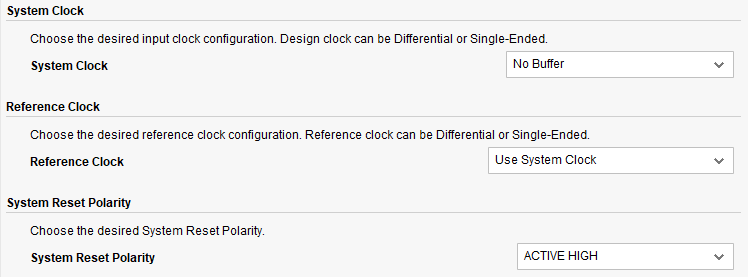 System Clock
Choose the desired input clock configuration. Design clock can be Differential or Single-Ended.
System Clock No Buffer
Reference Clock
Choose the desired reference clock configuration. Reference clock can be Differential or Single-Ended.
Reference Clock Use System Clock
System Reset Polarity
Choose the desired System Reset Polarity.
System Reset Polarity ACTIVE HIGH